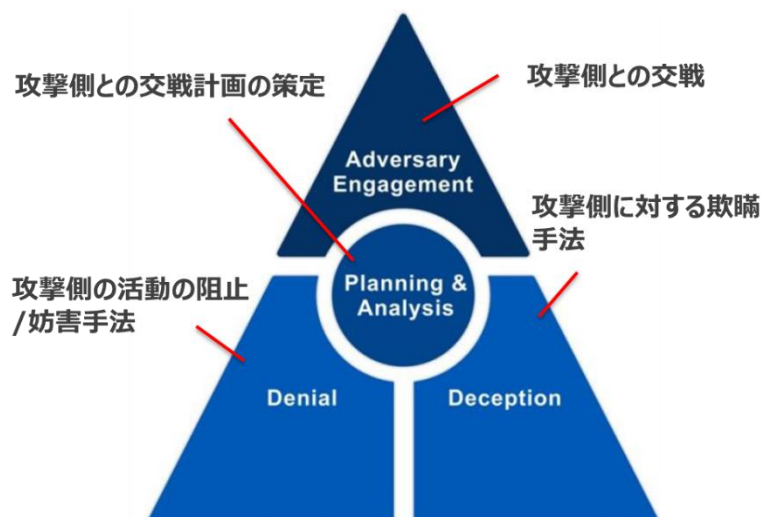 攻撃側との交戦計画の策定
攻撃側との交戦
Adversary
Engagement
攻撃側に対する欺瞞
手法
Planning &
Analysis
攻撃側の活動の阻止
/妨害手法
Denial
Deception